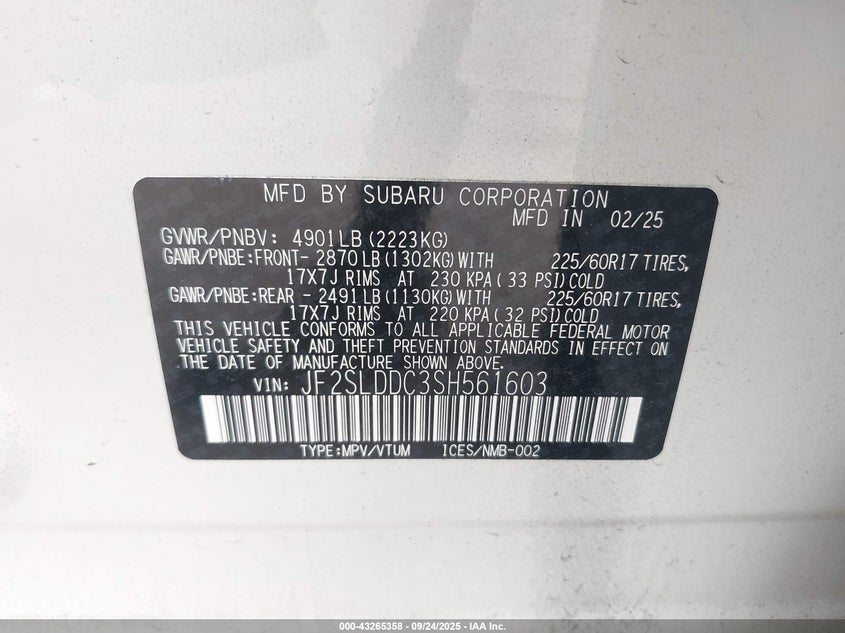 MFD BY SUBARU CORPORATION
MFD IN 02/25
GVWR/PNBV: 4901LB (2223KG)
GAWR/PNBE:FRONT- 2870LB (1302KG) WITH 225/60R17 TIRES,
17X7J RIMS AT 230 KPA ( 33 PSI) COLD
GAWR/PNBE:REAR - 2491LB (1130KG) WITH 225/60R17 TIRES,
17X7J RIMS AT 220 KPA ( 32 PSI) COLD
THIS VEHICLE CONFORMS TO ALL APPLICABLE FEDERAL MOTOR
VEHICLE SAFETY AND THEFT PREVENTION STANDARDS IN EFFECT ON
THE DATE OF MANUFACTURE SHOWN ABOVE.
VIN: JF2SLDDC3SH561603
TYPE:MPV/VTUM ICES/NMB-002
000-43265358 - 09/24/2025 - IAA Inc.